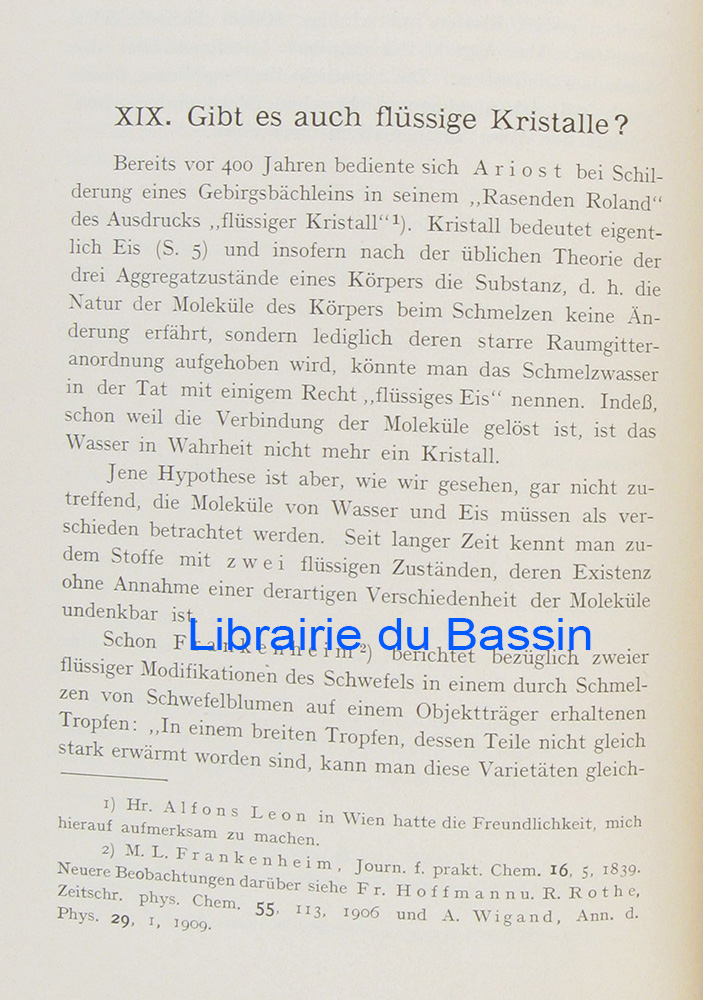 XIX. Gibt es auch flüssige Kristalle?
Bereits vor 400 Jahren bediente sich Ariost bei Schil-
derung eines Gebirgsbächleins in seinem „Rasenden Roland“
des Ausdrucks „flüssiger Kristall“¹). Kristall bedeutet eigent-
lich Eis (S. 5) und insofern nach der üblichen Theorie der
drei Aggregatzustände eines Körpers die Substanz, d. h. die
Natur der Moleküle des Körpers beim Schmelzen keine Än-
derung erfährt, sondern lediglich deren starre Raumgitter-
anordnung aufgehoben wird, könnte man das Schmelzwasser
in der Tat mit einigem Recht „flüssiges Eis“ nennen. Indeß,
schon weil die Verbindung der Moleküle gelöst ist, ist das
Wasser in Wahrheit nicht mehr ein Kristall.
Jene Hypothese ist aber, wie wir gesehen, gar nicht zu-
treffend, die Moleküle von Wasser und Eis müssen als ver-
schieden betrachtet werden. Seit langer Zeit kennt man zu-
dem Stoffe mit zwei flüssigen Zuständen, deren Existenz
ohne Annahme einer derartigen Verschiedenheit der Moleküle
undenkbar ist.
Librairie du Bassin
Schon Frankenheim²) berichtet bezüglich zweier
flüssiger Modifikationen des Schwefels in einem durch Schmel-
zen von Schwefelblumen auf einem Objektträger erhaltenen
Tropfen: „In einem breiten Tropfen, dessen Teile nicht gleich
stark erwärmt worden sind, kann man diese Varietäten gleich-
1) Hr. Alfons Leon in Wien hatte die Freundlichkeit, mich
hierauf aufmerksam zu machen.
2) M. L. Frankenheim, Journ. f. prakt. Chem. 16, 5, 1839.
Neuere Beobachtungen darüber siehe Fr. Hoffmann u. R. Rothe,
Zeitschr. phys. Chem. 55, 113, 1906 und A. Wigand, Ann. d.
Phys. 29, 1, 1909.